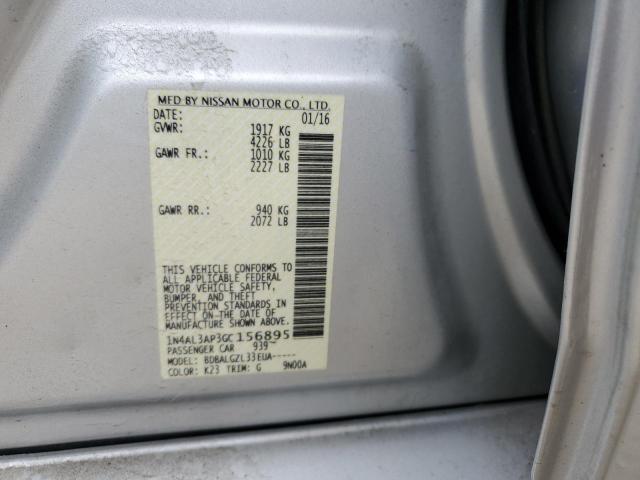 MFD BY NISSAN MOTOR CO., LTD.
DATE: 01/16
GVWR: 1917 KG
4226 LB
GAWR FR.: 1010 KG
2227 LB
GAWR RR.: 940 KG
2072 LB
THIS VEHICLE CONFORMS TO
ALL APPLICABLE FEDERAL
MOTOR VEHICLE SAFETY,
BUMPER, AND THEFT
PREVENTION STANDARDS IN
EFFECT ON THE DATE OF
MANUFACTURE SHOWN ABOVE.
1N4AL3AP3GC156895
PASSENGER CAR 939
MODEL: BDBALGZL33EUA-----
COLOR: K23 TRIM: G 9N00A